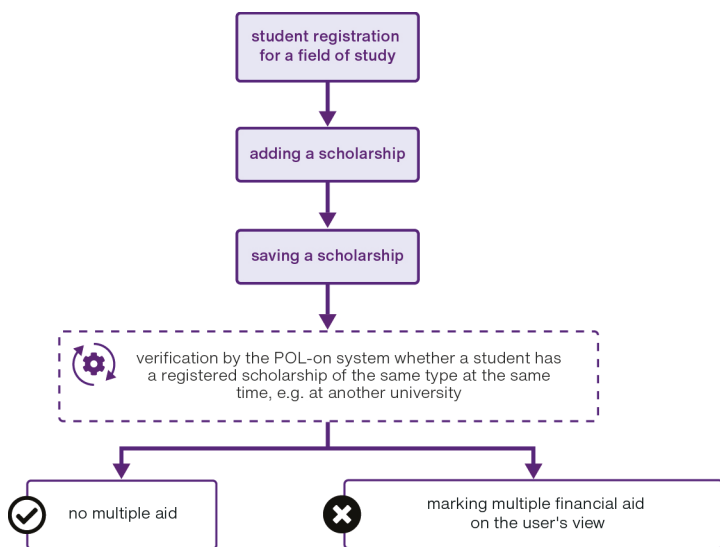 student registration
for a field of study
adding a scholarship
saving a scholarship
verification by the POL-on system whether a student has
a registered scholarship of the same type at the same
time, e.g. at another university
no multiple aid
marking multiple financial aid
on the user's view